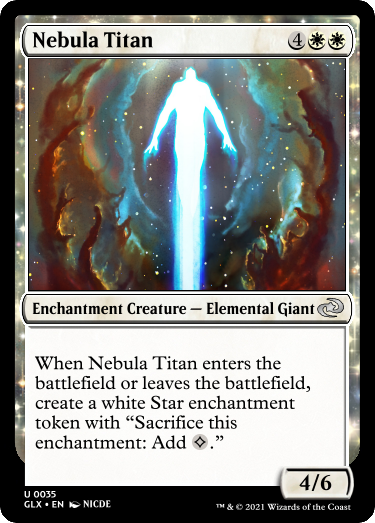 Nebula Titan 4
Enchantment Creature — Elemental Giant
When Nebula Titan enters the
battlefield or leaves the battlefield,
create a white Star enchantment
token with “Sacrifice this
enchantment: Add .”
4/6
U 0035
GLX • EN NICDE
™ & © 2021 Wizards of the Coast